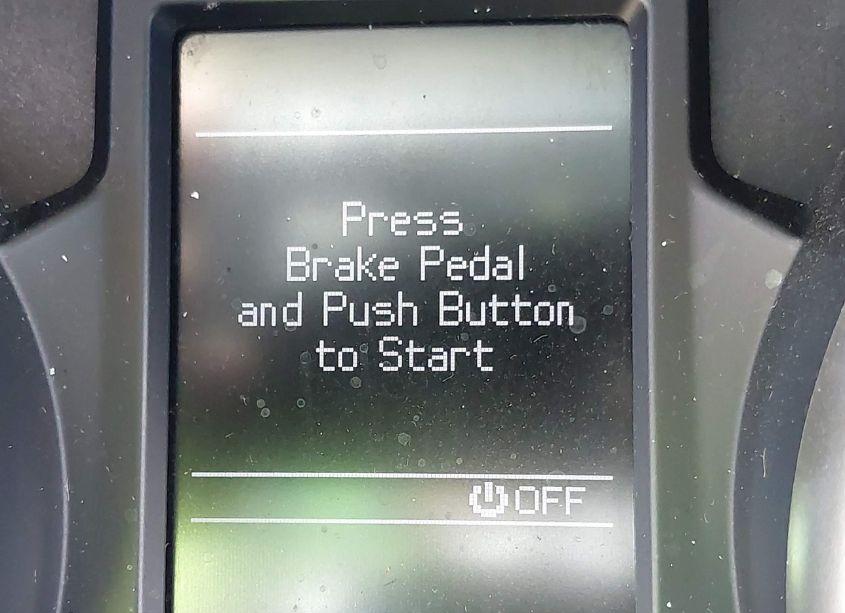 Press
Brake Pedal
and Push Button
to Start
OFF